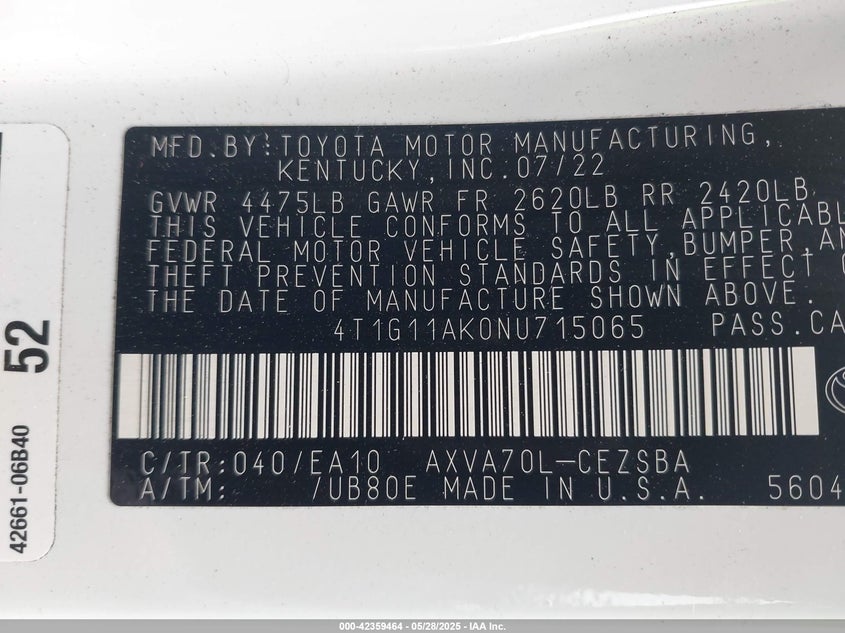 MFD.BY:TOYOTA MOTOR MANUFACTURING,
KENTUCKY,INC.07/22
GVWR 4475LB GAWR FR 2620LB RR 2420LB
THIS VEHICLE CONFORMS TO ALL APPLICABL
FEDERAL MOTOR VEHICLE SAFETY,BUMPER,AN
THEFT PREVENTION STANDARDS IN EFFECT O
THE DATE OF MANUFACTURE SHOWN ABOVE.
4T1G11AK0NU715065 PASS.CA
C/TR:040/EA10 AXVA70L-CEZSBA
A/TM: /UB80E MADE IN U.S.A. 5604
52
42661-06B40
000-42359464 - 05/28/2025 - IAA Inc.